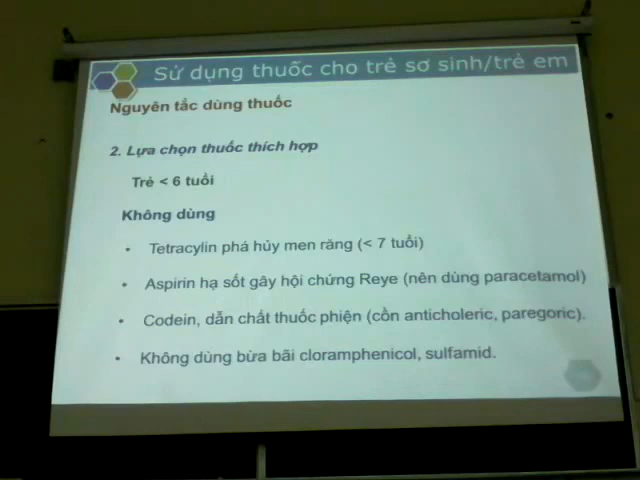 Sử dụng thuốc cho trẻ sơ sinh/trẻ em
Nguyên tắc dùng thuốc
2. Lựa chọn thuốc thích hợp
Trẻ < 6 tuổi
Không dùng
• Tetracylin phá hủy men răng (< 7 tuổi)
• Aspirin hạ sốt gây hội chứng Reye (nên dùng paracetamol)
• Codein, dẫn chất thuốc phiện (cồn anticholeric, paregoric).
• Không dùng bừa bãi cloramphenicol, sulfamid.